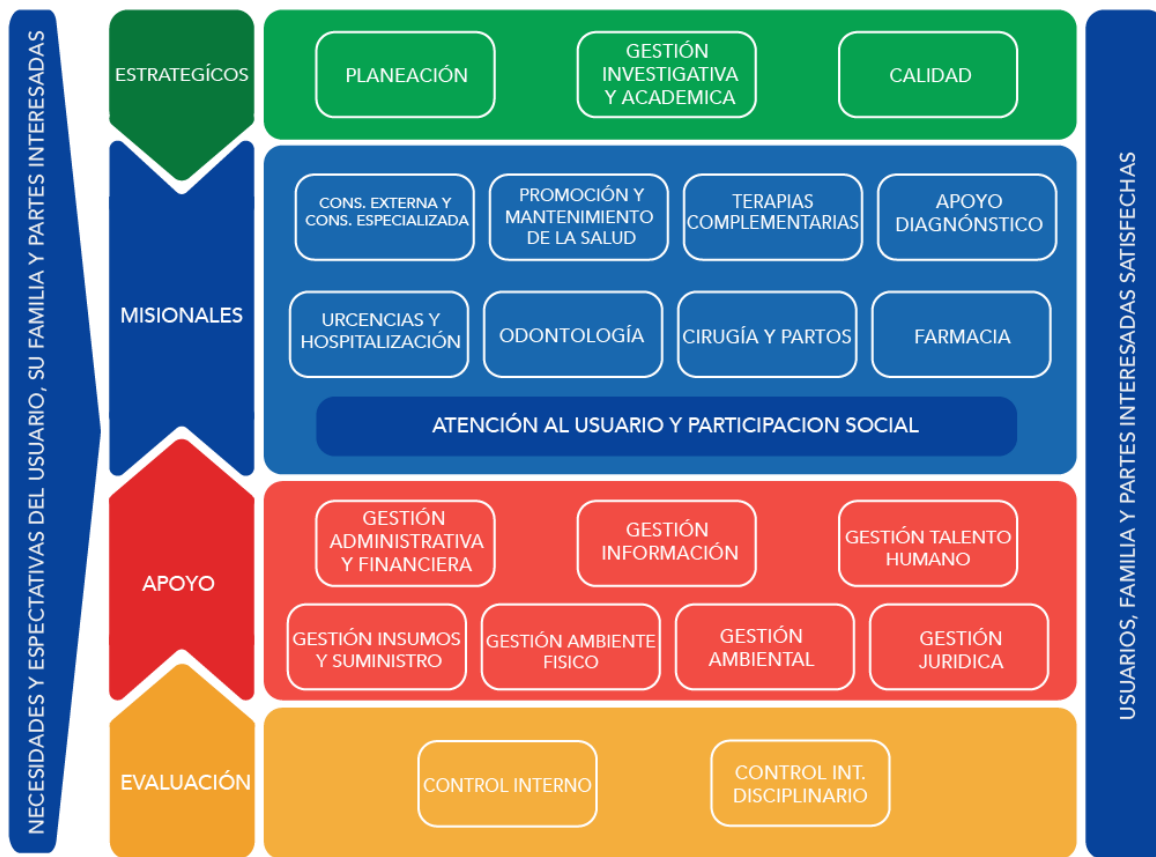 NECESIDADES Y ESPECTATIVAS DEL USUARIO, SU FAMILIA Y PARTES INTERESADAS
ESTRATEGÍCOS
PLANEACIÓN
GESTIÓN
INVESTIGATIVA
Y ACADEMICA
CALIDAD
MISIONALES
CONS. EXTERNA Y
CONS. ESPECIALIZADA
PROMOCIÓN Y
MANTENIMIENTO
DE LA SALUD
TERAPIAS
COMPLEMENTARIAS
APOYO
DIAGNÓNSTICO
URCENCIAS Y
HOSPITALIZACIÓN
ODONTOLOGÍA
CIRUGÍA Y PARTOS
FARMACIA
ATENCIÓN AL USUARIO Y PARTICIPACION SOCIAL
APOYO
GESTIÓN
ADMINISTRATIVA
Y FINANCIERA
GESTIÓN
INFORMACIÓN
GESTIÓN TALENTO
HUMANO
GESTIÓN INSUMOS
Y SUMINISTRO
GESTIÓN AMBIENTE
FISICO
GESTIÓN
AMBIENTAL
GESTIÓN
JURIDICA
EVALUACIÓN
CONTROL INTERNO
CONTROL INT.
DISCIPLINARIO
USUARIOS, FAMILIA Y PARTES INTERESADAS SATISFECHAS